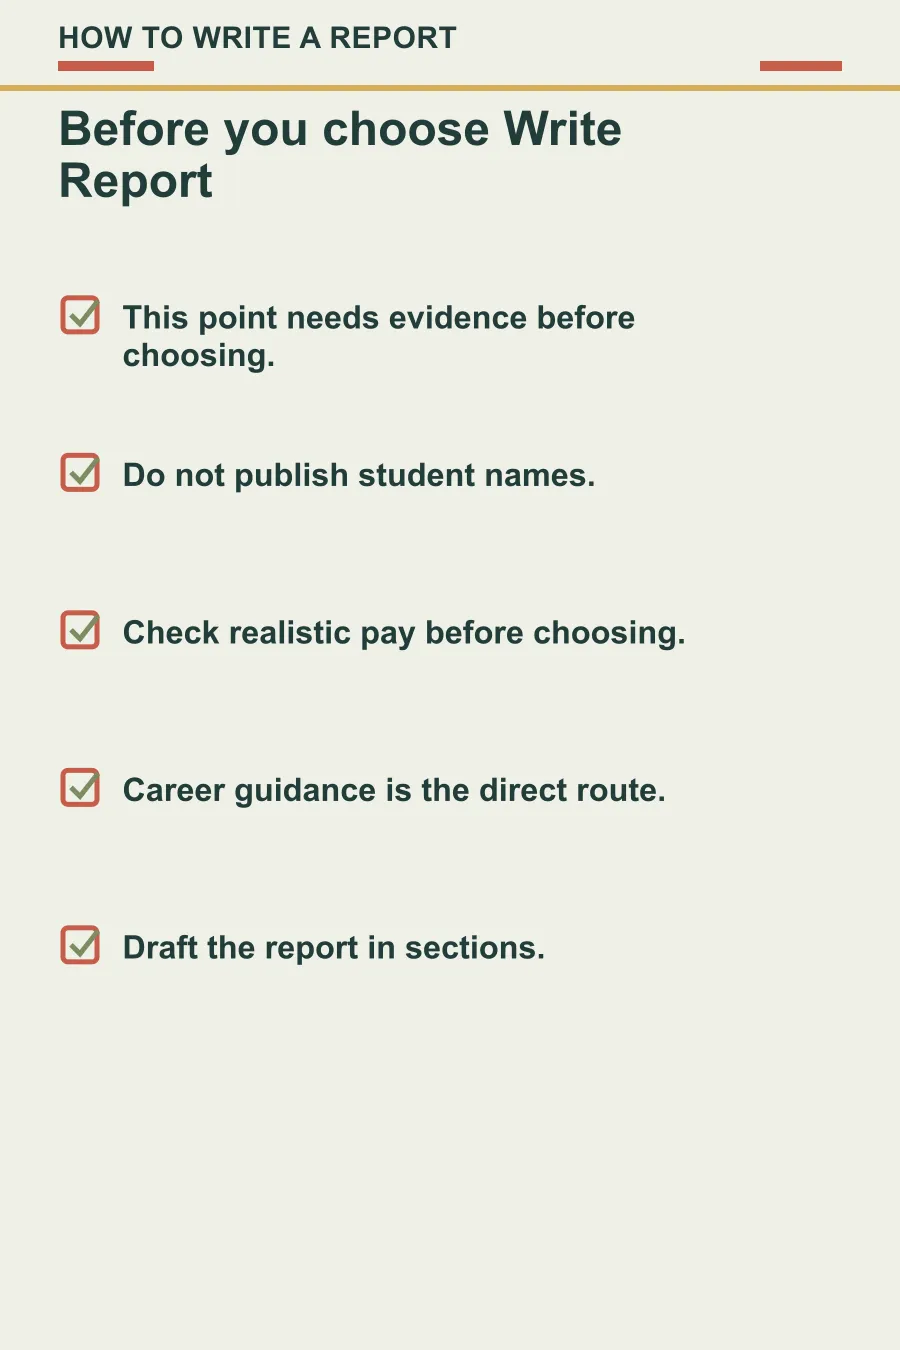 HOW TO WRITE A REPORT
Before you choose Write
Report
This point needs evidence before
choosing.
Do not publish student names.
Check realistic pay before choosing.
Career guidance is the direct route.
Draft the report in sections.